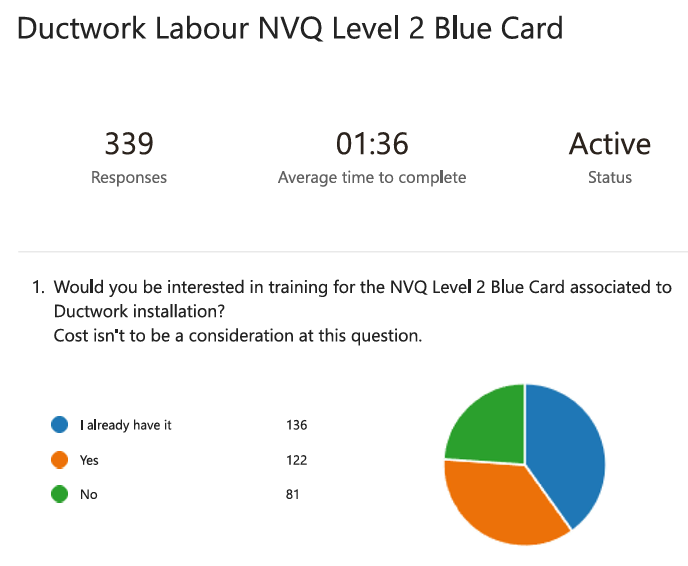 Ductwork Labour NVQ Level 2 Blue Card
339
Responses
01:36
Average time to complete
Active
Status
1. Would you be interested in training for the NVQ Level 2 Blue Card associated to
Ductwork installation?
Cost isn't to be a consideration at this question.
I already have it 136
Yes 122
No 81